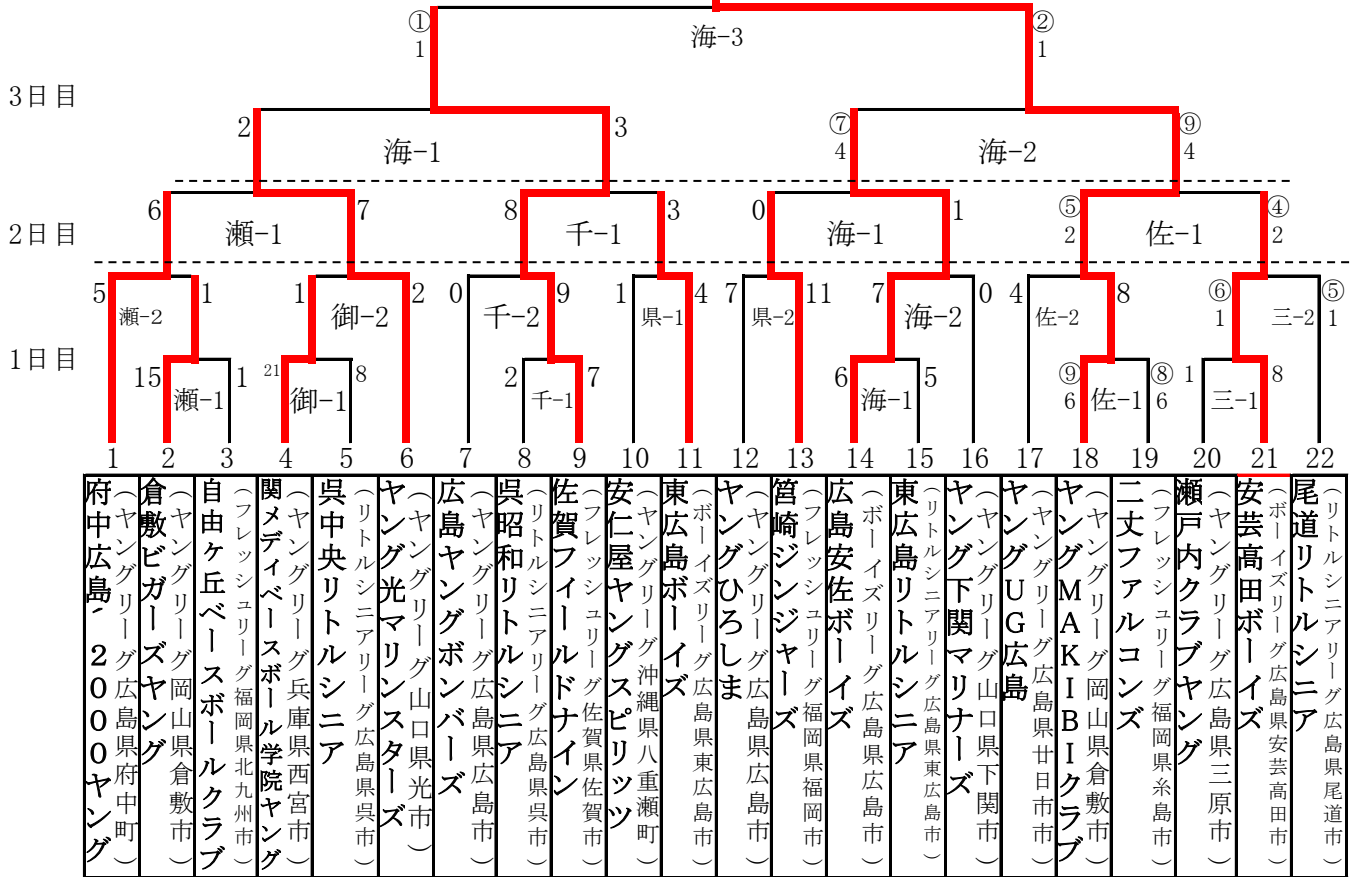 ① ②
1 海-3 1
3日目
2 3 ⑦ ⑨
海-1 4 海-2 4
6 7 8 3 0 1 ⑤ ④
2日目 瀬-1 千-1 海-1 2 佐-1 2
5 1 1 2 0 9 1 4 7 11 7 0 4 8 ⑥ ⑤
瀬-2 御-2 千-2 県-1 県-2 海-2 佐-2 1 三-2 1
1日目
15 1 21 8 2 7 6 5 ⑨ ⑧ 1 8
瀬-1 御-1 千-1 海-1 6 佐-1 6 三-1
1 2 3 4 5 6 7 8 9 10 11 12 13 14 15 16 17 18 19 20 21 22
府中広島´2000ヤング
（ヤングリーグ広島県府中町）
倉敷ビガーズヤング
（ヤングリーグ岡山県倉敷市）
自由ヶ丘ベースボールクラブ
（フレッシュリーグ福岡県北九州市）
関メディベースボール学院ヤング
（ヤングリーグ兵庫県西宮市）
呉中央リトルシニア
（リトルシニアリーグ広島県呉市）
ヤング光マリンスターズ
（ヤングリーグ山口県光市）
広島ヤングボンバーズ
（ヤングリーグ広島県広島市）
呉昭和リトルシニア
（リトルシニアリーグ広島県呉市）
佐賀フィールドナイン
（フレッシュリーグ佐賀県佐賀市）
安仁屋ヤングスピリッツ
（ヤングリーグ沖縄県八重瀬町）
東広島ボーイズ
（ボーイズリーグ広島県東広島市）
ヤングひろしま
（ヤングリーグ広島県広島市）
筥崎ジンジャーズ
（フレッシュリーグ福岡県福岡市）
広島安佐ボーイズ
（ボーイズリーグ広島県広島市）
東広島リトルシニア
（リトルシニアリーグ広島県東広島市）
ヤング下関マリナーズ
（ヤングリーグ山口県下関市）
ヤングUG広島
（ヤングリーグ広島県廿日市市）
ヤングMAKIBIクラブ
（ヤングリーグ岡山県倉敷市）
二丈ファルコンズ
（フレッシュリーグ福岡県糸島市）
瀬戸内クラブヤング
（ヤングリーグ広島県三原市）
安芸高田ボーイズ
（ボーイズリーグ広島県安芸高田市）
尾道リトルシニア
（リトルシニアリーグ広島県尾道市）